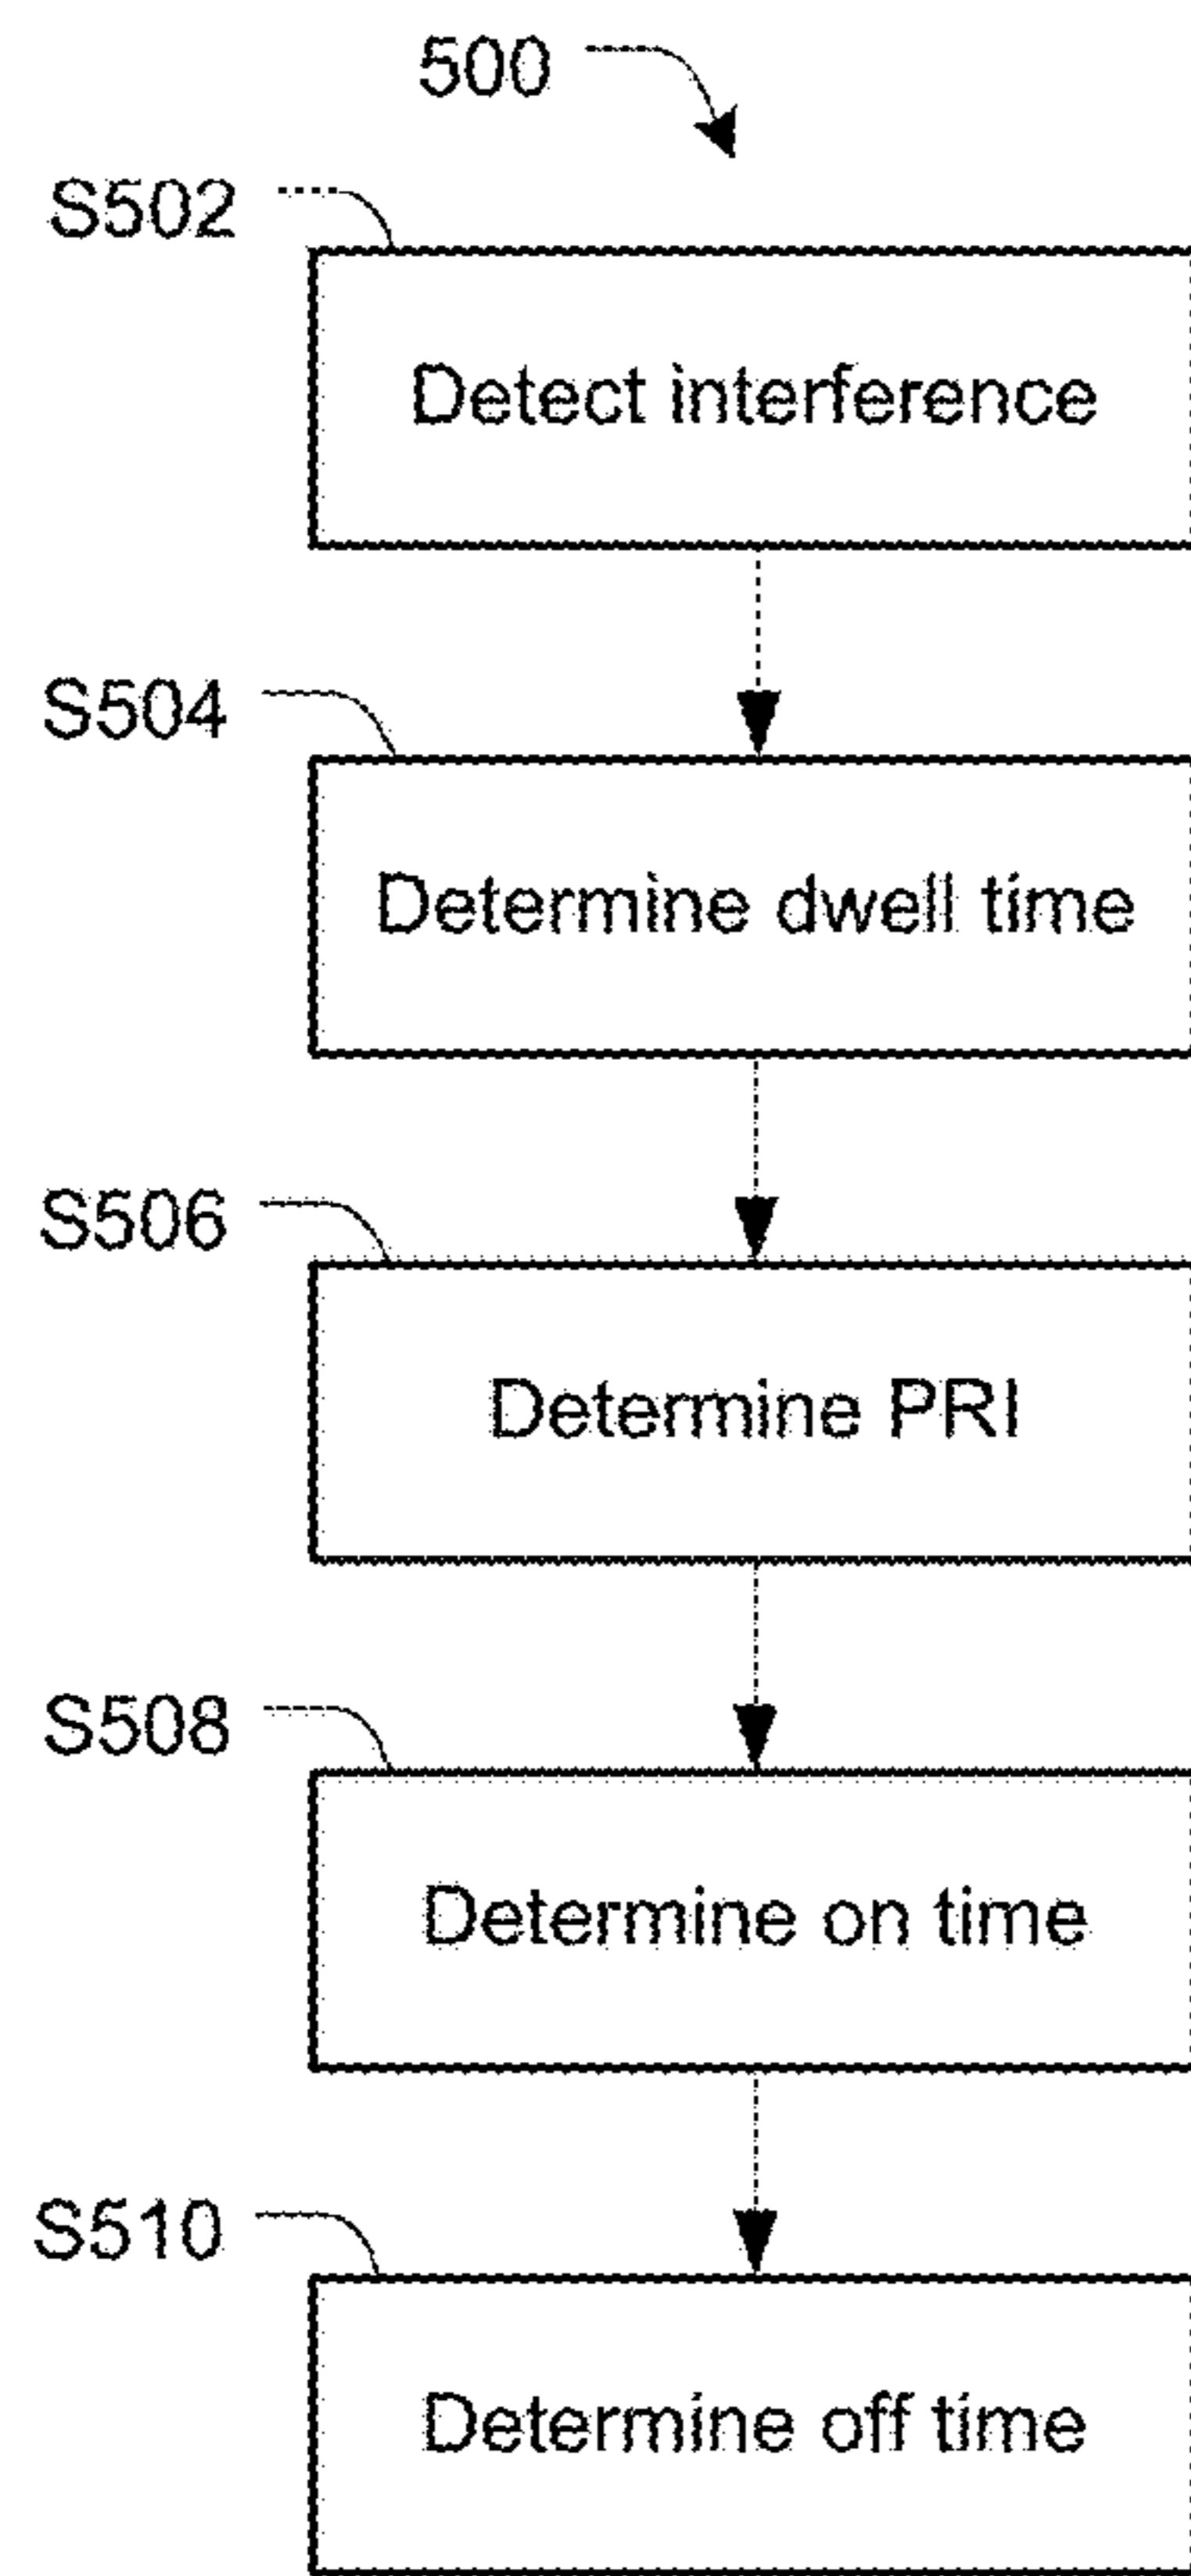 500
S502
Detect interference
S504
Determine dwell time
S506
Determine PRI
S508
Determine on time
S510
Determine off time